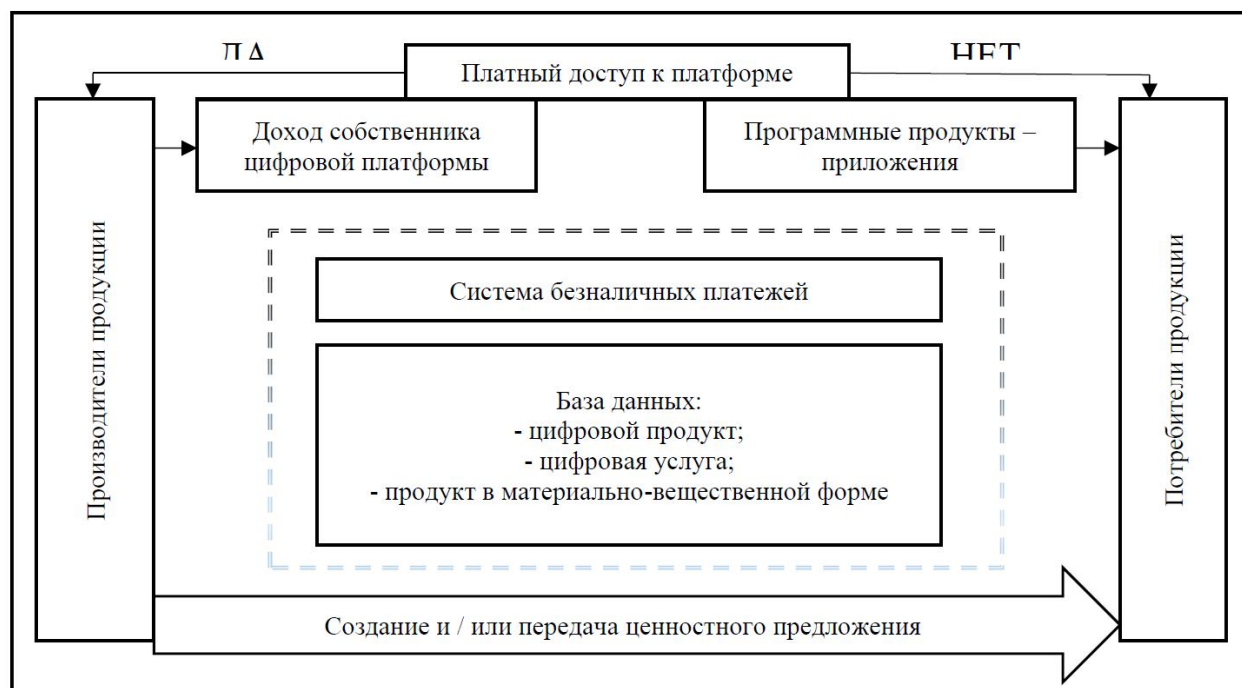 ДА
НЕТ
Платный доступ к платформе
Доход собственника
цифровой платформы
Программные продукты –
приложения
Производители продукции
Система безналичных платежей
База данных:
- цифровой продукт;
- цифровая услуга;
- продукт в материально-вещественной форме
Потребители продукции
Создание и / или передача ценностного предложения